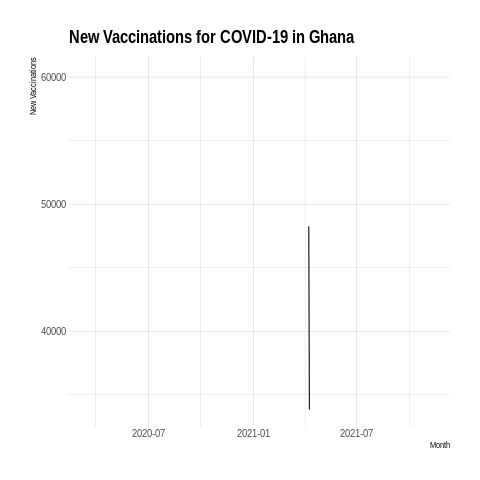 New Vaccinations for COVID-19 in Ghana
New Vaccinations
60000
50000
40000
2020-07 2021-01 2021-07
Month